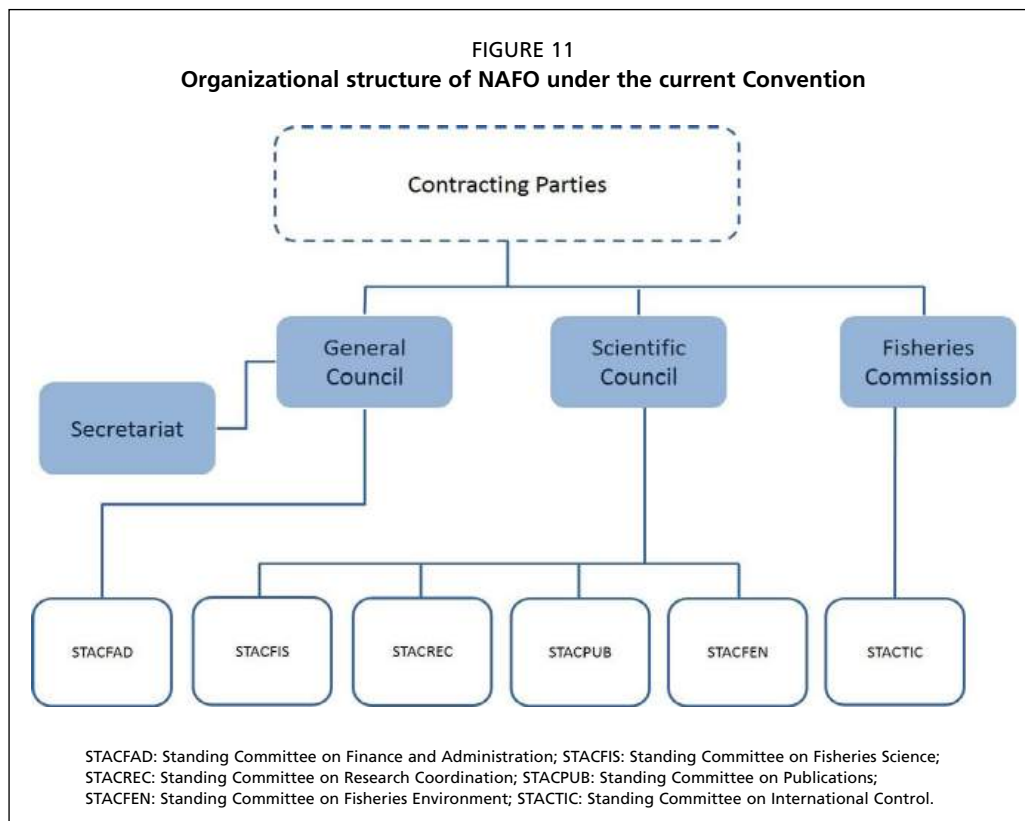 FIGURE 11
Organizational structure of NAFO under the current Convention
Contracting Parties
General
Council
Scientific
Council
Fisheries
Commission
Secretariat
STACFAD
STACFIS
STACREC
STACPUB
STACFEN
STACTIC
STACFAD: Standing Committee on Finance and Administration; STACFIS: Standing Committee on Fisheries Science;
STACREC: Standing Committee on Research Coordination; STACPUB: Standing Committee on Publications;
STACFEN: Standing Committee on Fisheries Environment; STACTIC: Standing Committee on International Control.